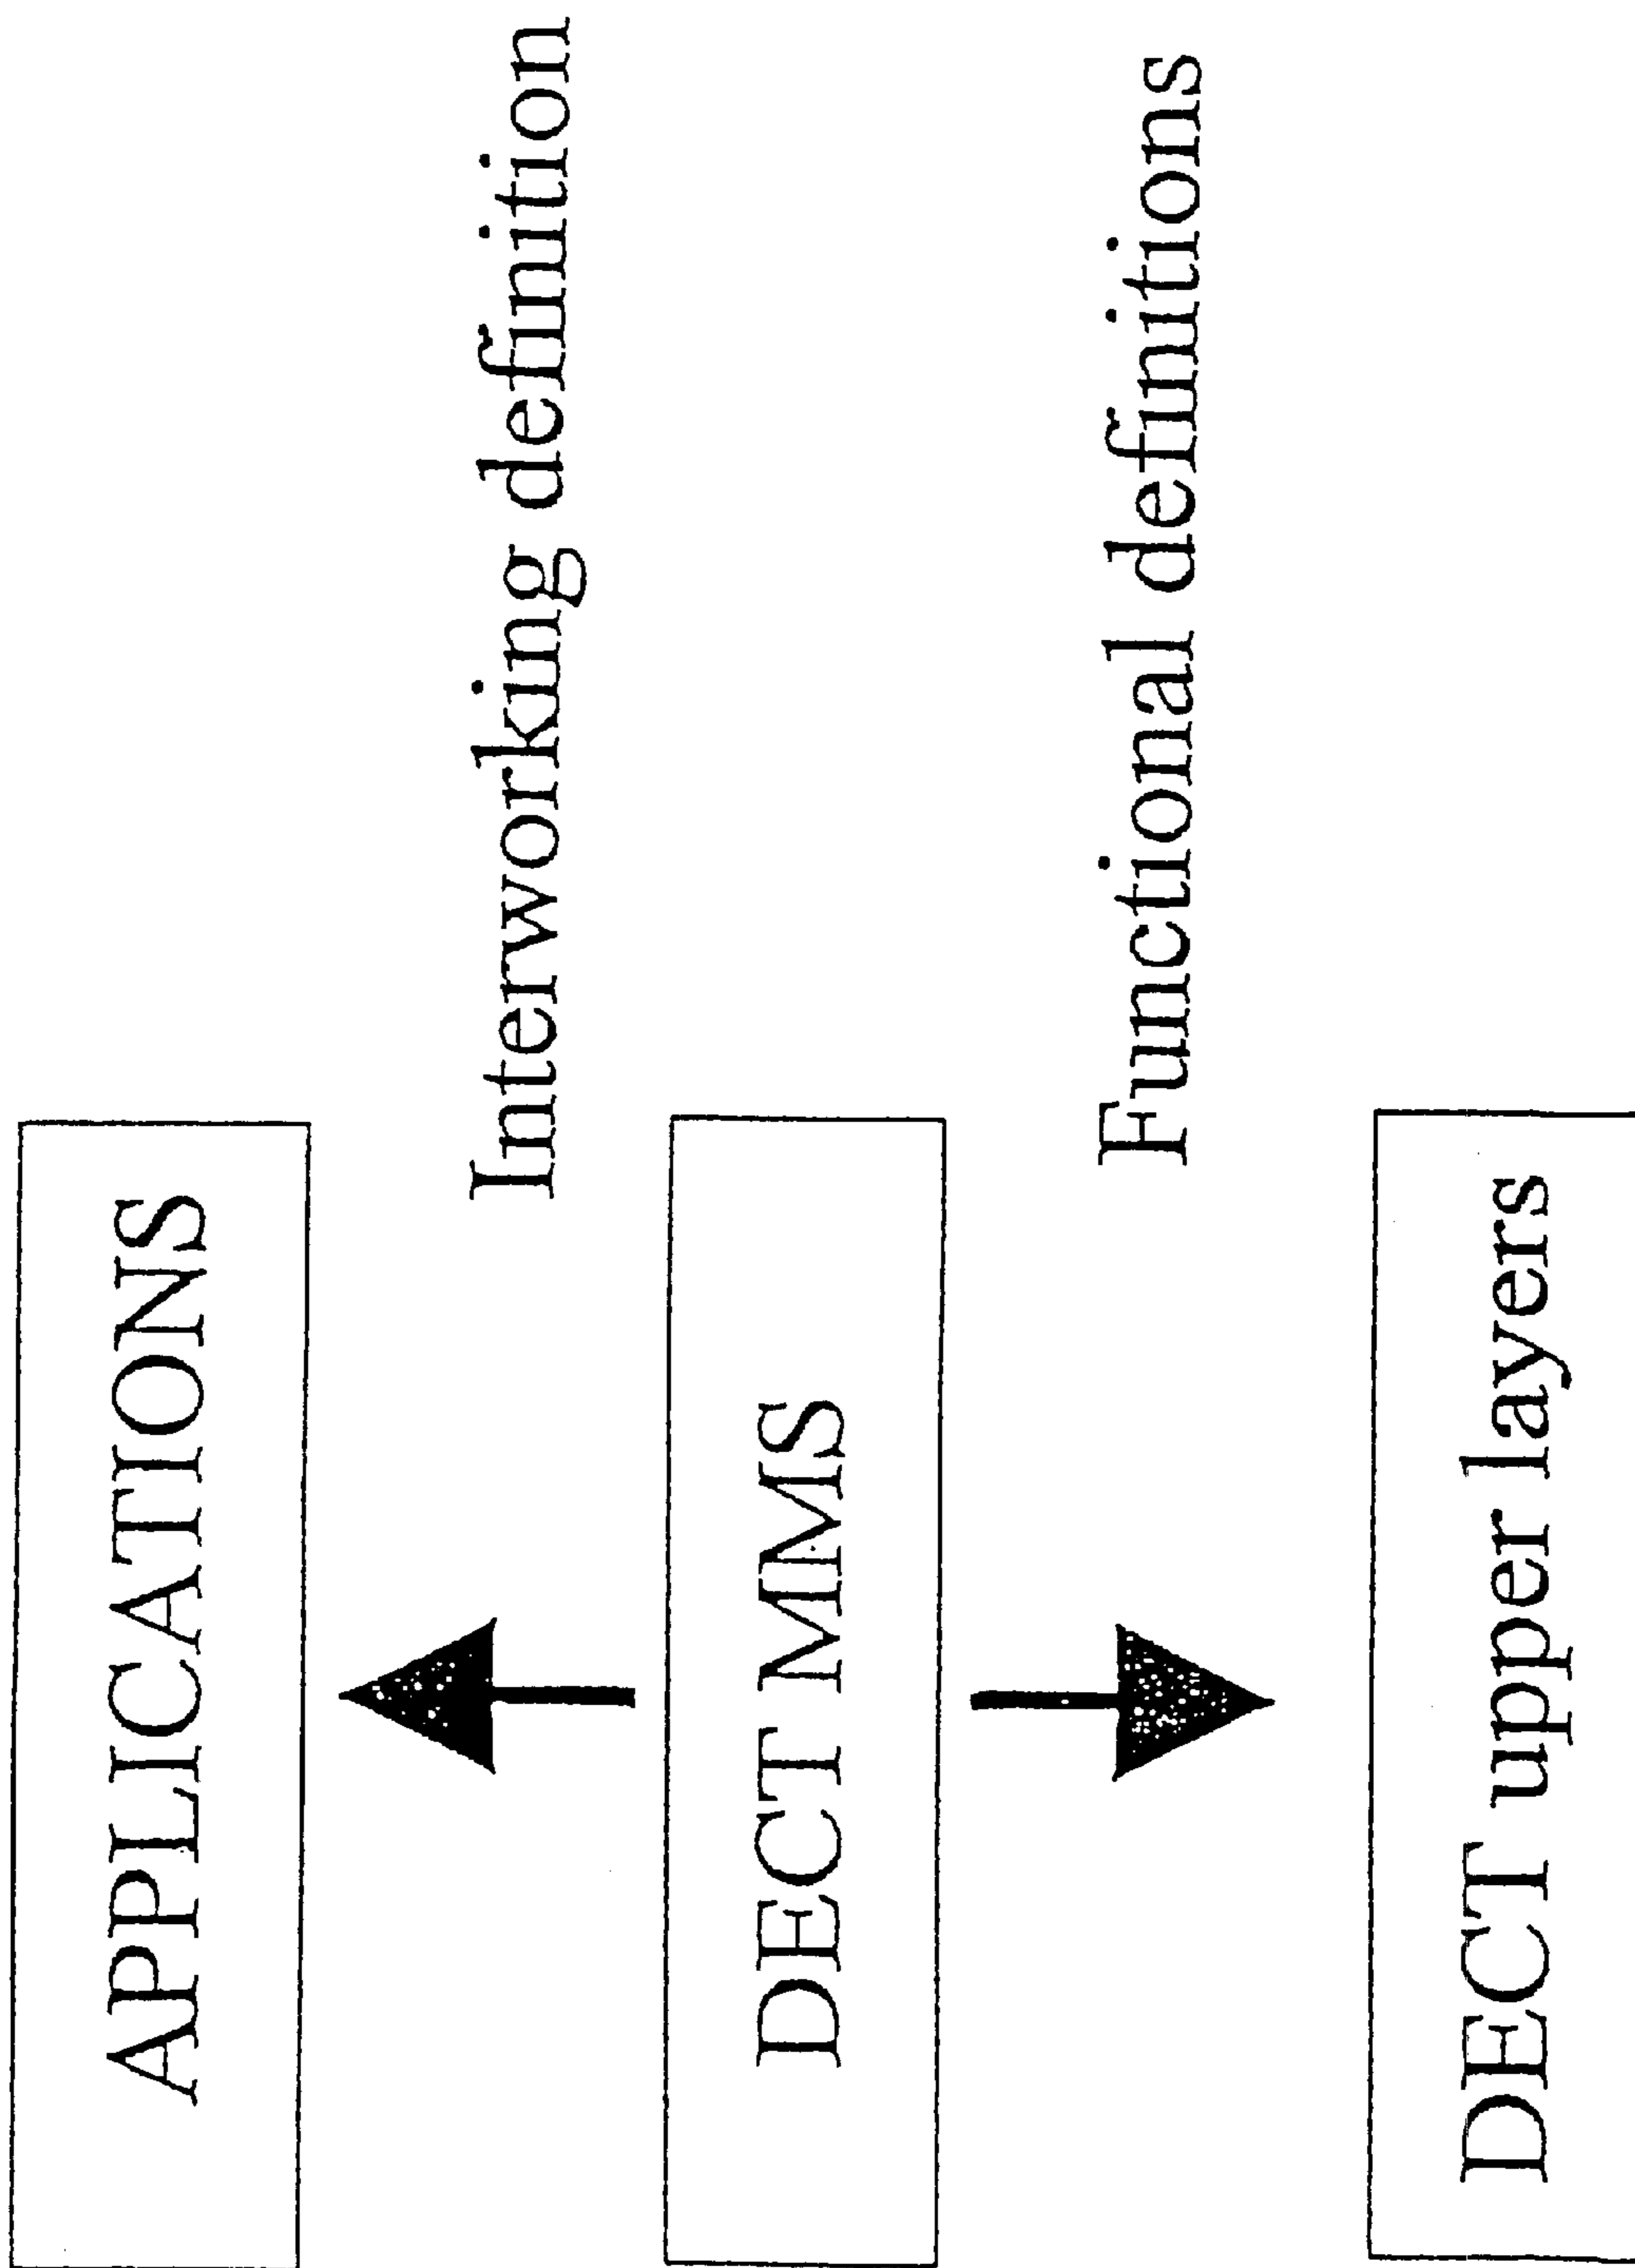 APPLICATIONS
Interworking definition
DECT MMS
Functional definitions
DECT upper layers